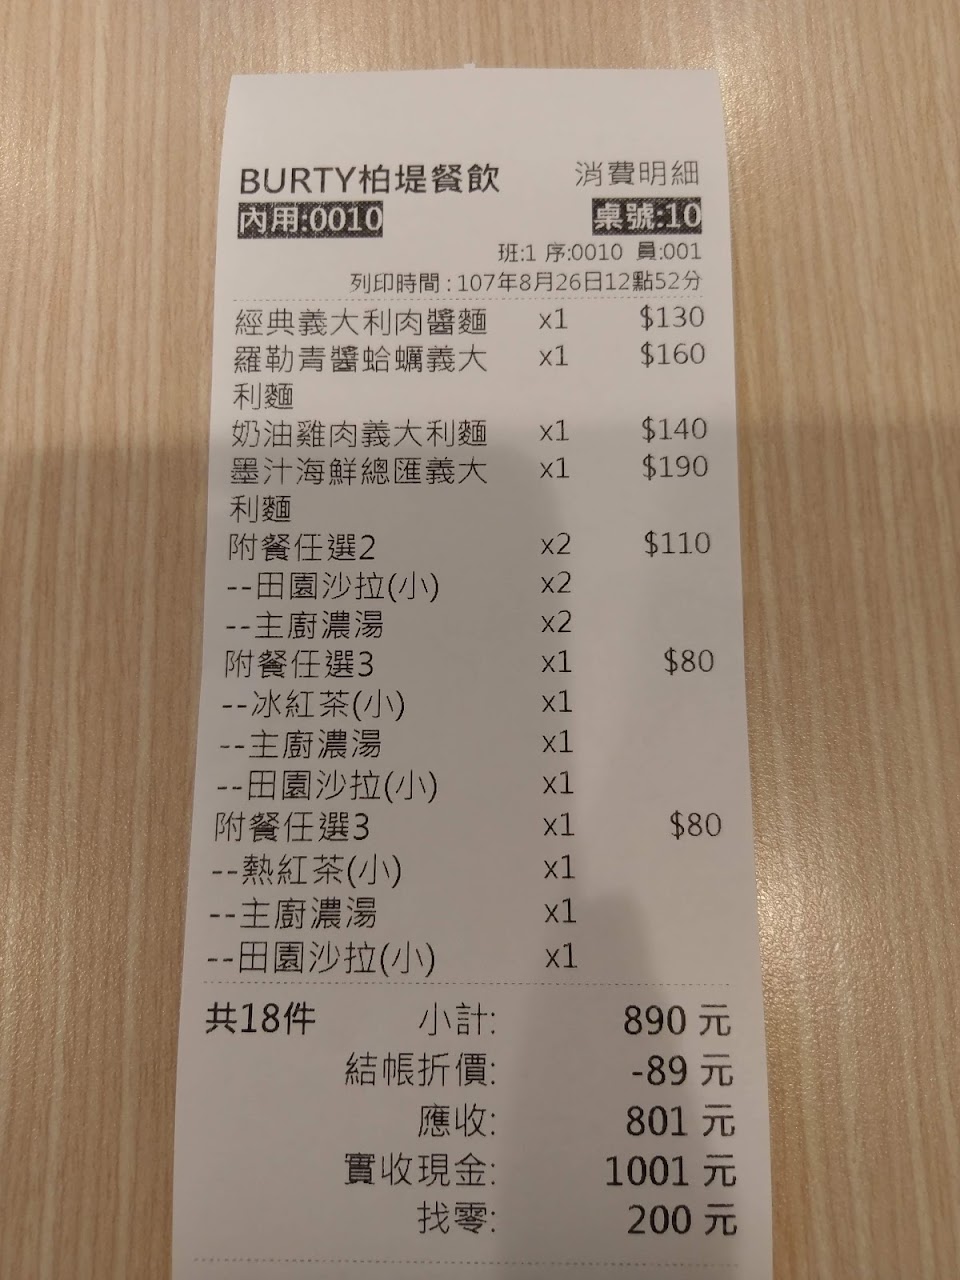 BURTY柏堤餐飲 消費明細
內用:0010 桌號:10
班:1 序:0010 員:001
列印時間 : 107年8月26日12點52分
經典義大利肉醬麵 x1 $130
羅勒青醬蛤蠣義大 x1 $160
利麵
奶油雞肉義大利麵 x1 $140
墨汁海鮮總匯義大 x1 $190
利麵
附餐任選2 x2 $110
--田園沙拉(小) x2
--主廚濃湯 x2
附餐任選3 x1 $80
--冰紅茶(小) x1
--主廚濃湯 x1
--田園沙拉(小) x1
附餐任選3 x1 $80
--熱紅茶(小) x1
--主廚濃湯 x1
--田園沙拉(小) x1
共18件 小計: 890 元
結帳折價: -89 元
應收: 801 元
實收現金: 1001 元
找零: 200 元